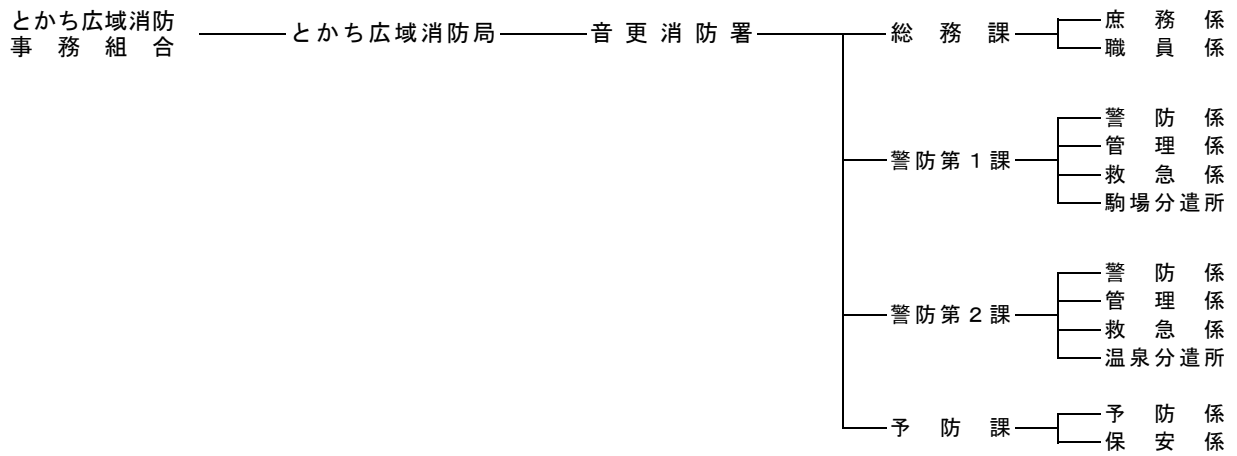 とかち広域消防
事務組合
とかち広域消防局
音更消防署
総務課
庶務係
職員係
警防第１課
警防係
管理係
救急係
駒場分遣所
警防第２課
警防係
管理係
救急係
温泉分遣所
予防課
予防係
保安係